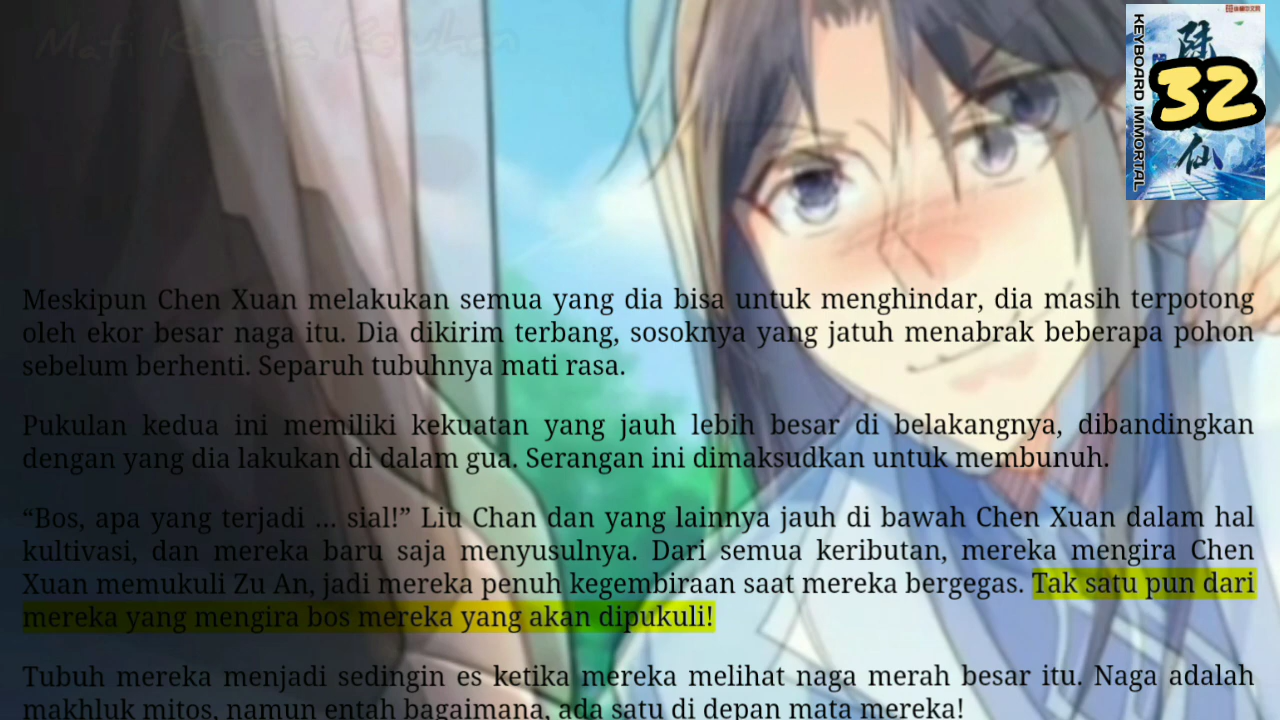 Mati Karena Keluhan
陆
仙
KEYBOARD IMMORTAL
32
Meskipun Chen Xuan melakukan semua yang dia bisa untuk menghindar, dia masih terpotong
oleh ekor besar naga itu. Dia dikirim terbang, sosoknya yang jatuh menabrak beberapa pohon
sebelum berhenti. Separuh tubuhnya mati rasa.
Pukulan kedua ini memiliki kekuatan yang jauh lebih besar di belakangnya, dibandingkan
dengan yang dia lakukan di dalam gua. Serangan ini dimaksudkan untuk membunuh.
“Bos, apa yang terjadi ... sial!” Liu Chan dan yang lainnya jauh di bawah Chen Xuan dalam hal
kultivasi, dan mereka baru saja menyusulnya. Dari semua keributan, mereka mengira Chen
Xuan memukuli Zu An, jadi mereka penuh kegembiraan saat mereka bergegas. Tak satu pun dari
mereka yang mengira bos mereka yang akan dipukuli!
Tubuh mereka menjadi sedingin es ketika mereka melihat naga merah besar itu. Naga adalah
makhluk mitos, namun entah bagaimana, ada satu di depan mata mereka!